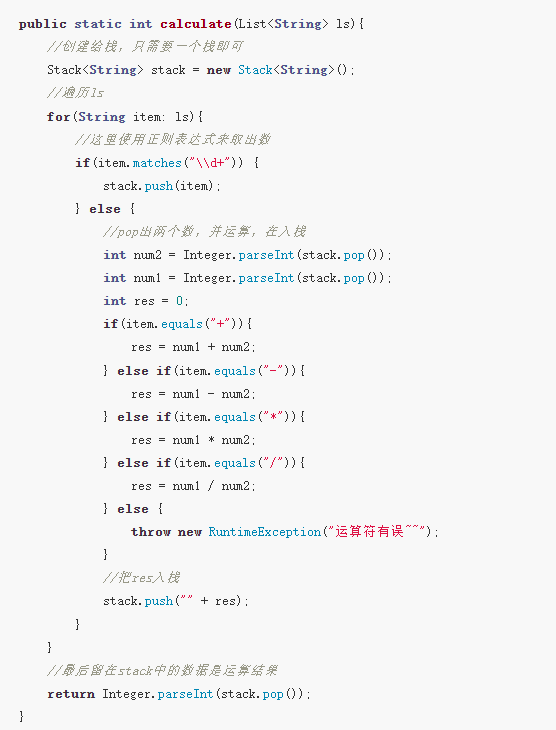 public static int calculate(List<String> ls){
    //创建给栈，只需要一个栈即可
    Stack<String> stack = new Stack<String>();
    //遍历ls
    for(String item: ls){
        //这里使用正则表达式来取出数
        if(item.matches("\\d+")) {
            stack.push(item);
        } else {
            //pop出两个数，并运算，在入栈
            int num2 = Integer.parseInt(stack.pop());
            int num1 = Integer.parseInt(stack.pop());
            int res = 0;
            if(item.equals("+")){
                res = num1 + num2;
            } else if(item.equals("-")){
                res = num1 - num2;
            } else if(item.equals("*")){
                res = num1 * num2;
            } else if(item.equals("/")){
                res = num1 / num2;
            } else {
                throw new RuntimeException("运算符有误~~");
            }
            //把res入栈
            stack.push("" + res);
        }
    }
    //最后留在stack中的数据是运算结果
    return Integer.parseInt(stack.pop());
}